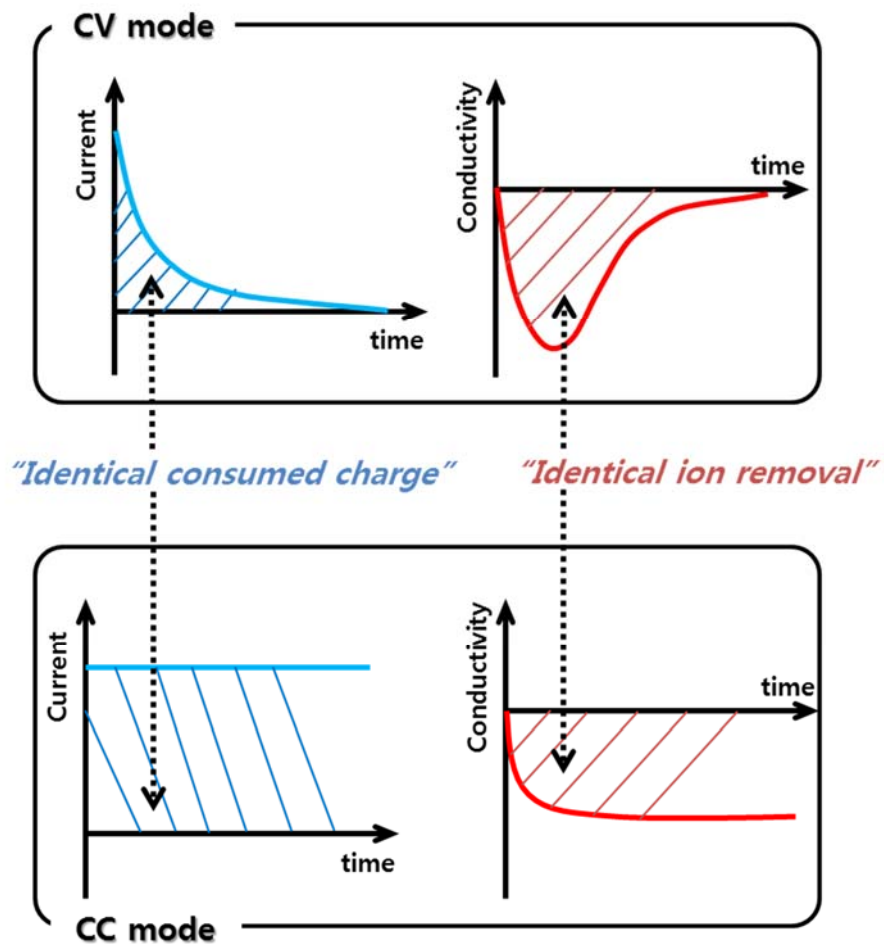 CV mode
Current
time
Conductivity
time
“Identical consumed charge”
“Identical ion removal”
Current
time
Conductivity
time
CC mode